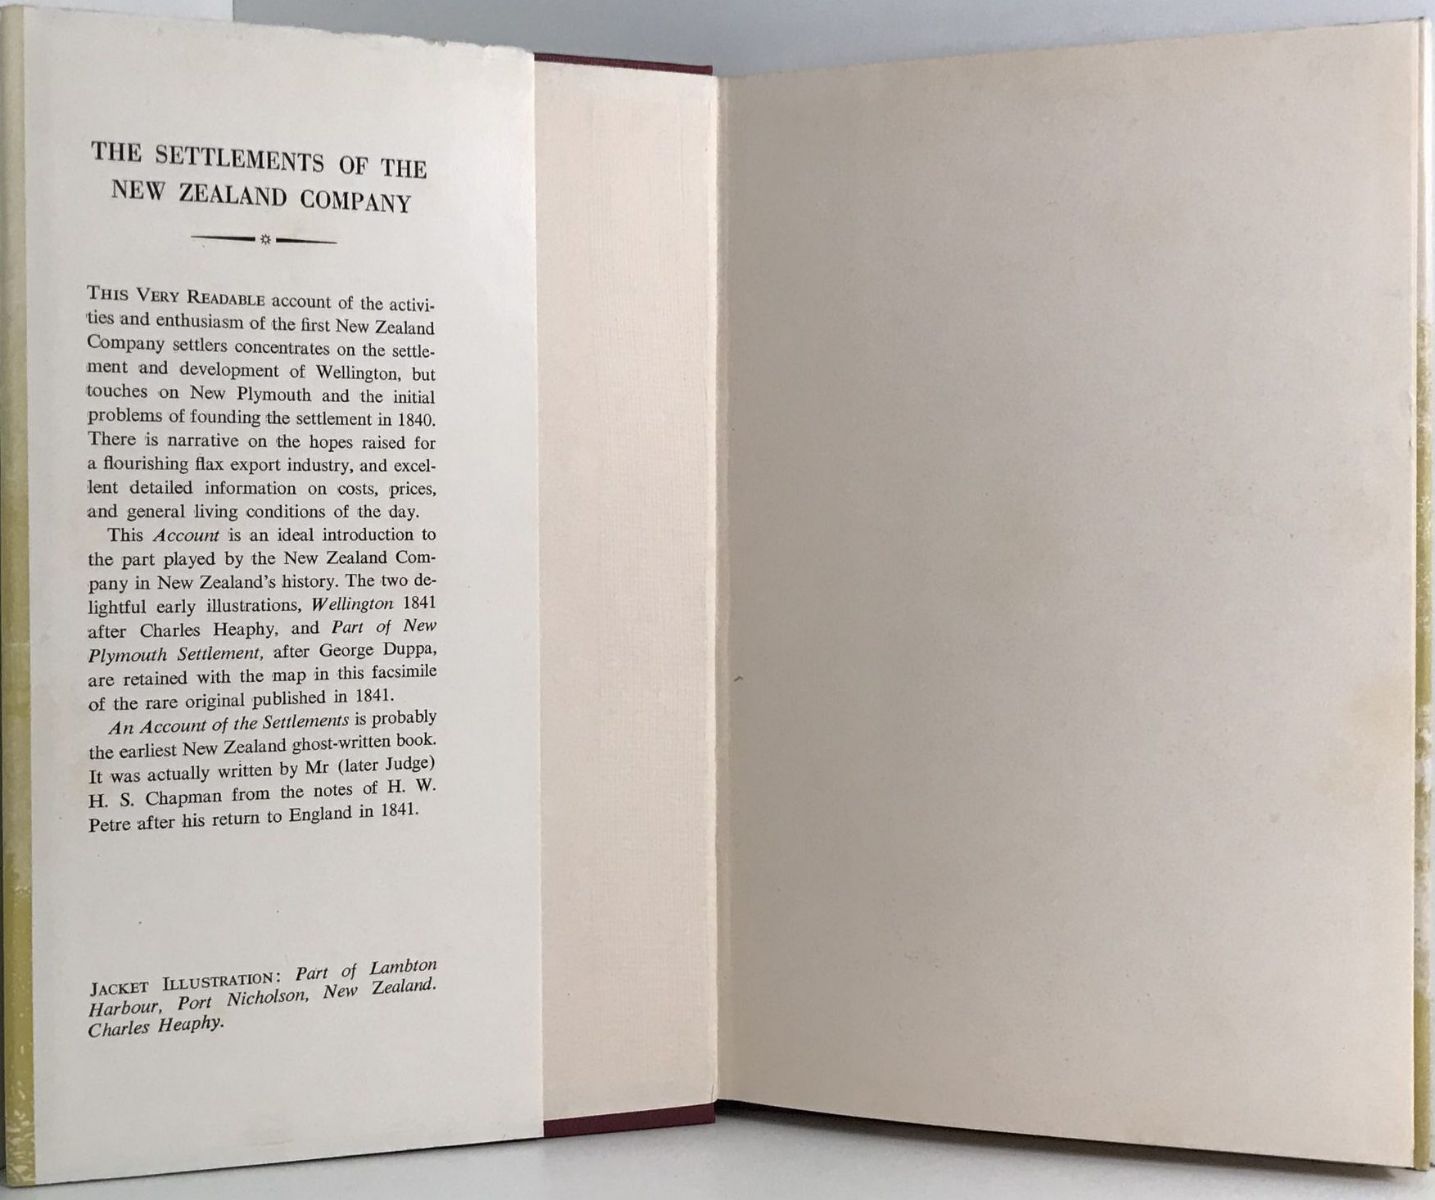 THE SETTLEMENTS OF THE
NEW ZEALAND COMPANY
THIS VERY READABLE account of the activi-
ties and enthusiasm of the first New Zealand
Company settlers concentrates on the settle-
ment and development of Wellington, but
touches on New Plymouth and the initial
problems of founding the settlement in 1840.
There is narrative on the hopes raised for
a flourishing flax export industry, and excel-
lent detailed information on costs, prices,
and general living conditions of the day.
This Account is an ideal introduction to
the part played by the New Zealand Com-
pany in New Zealand's history. The two de-
lightful early illustrations, Wellington 1841
after Charles Heaphy, and Part of New
Plymouth Settlement, after George Duppa,
are retained with the map in this facsimile
of the rare original published in 1841.
An Account of the Settlements is probably
the earliest New Zealand ghost-written book.
It was actually written by Mr (later Judge)
H. S. Chapman from the notes of H. W.
Petre after his return to England in 1841.
JACKET ILLUSTRATION: Part of Lambton
Harbour, Port Nicholson, New Zealand.
Charles Heaphy.